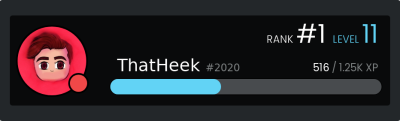 RANK #1 LEVEL 11
ThatHeek #2020 516 / 1.25K XP